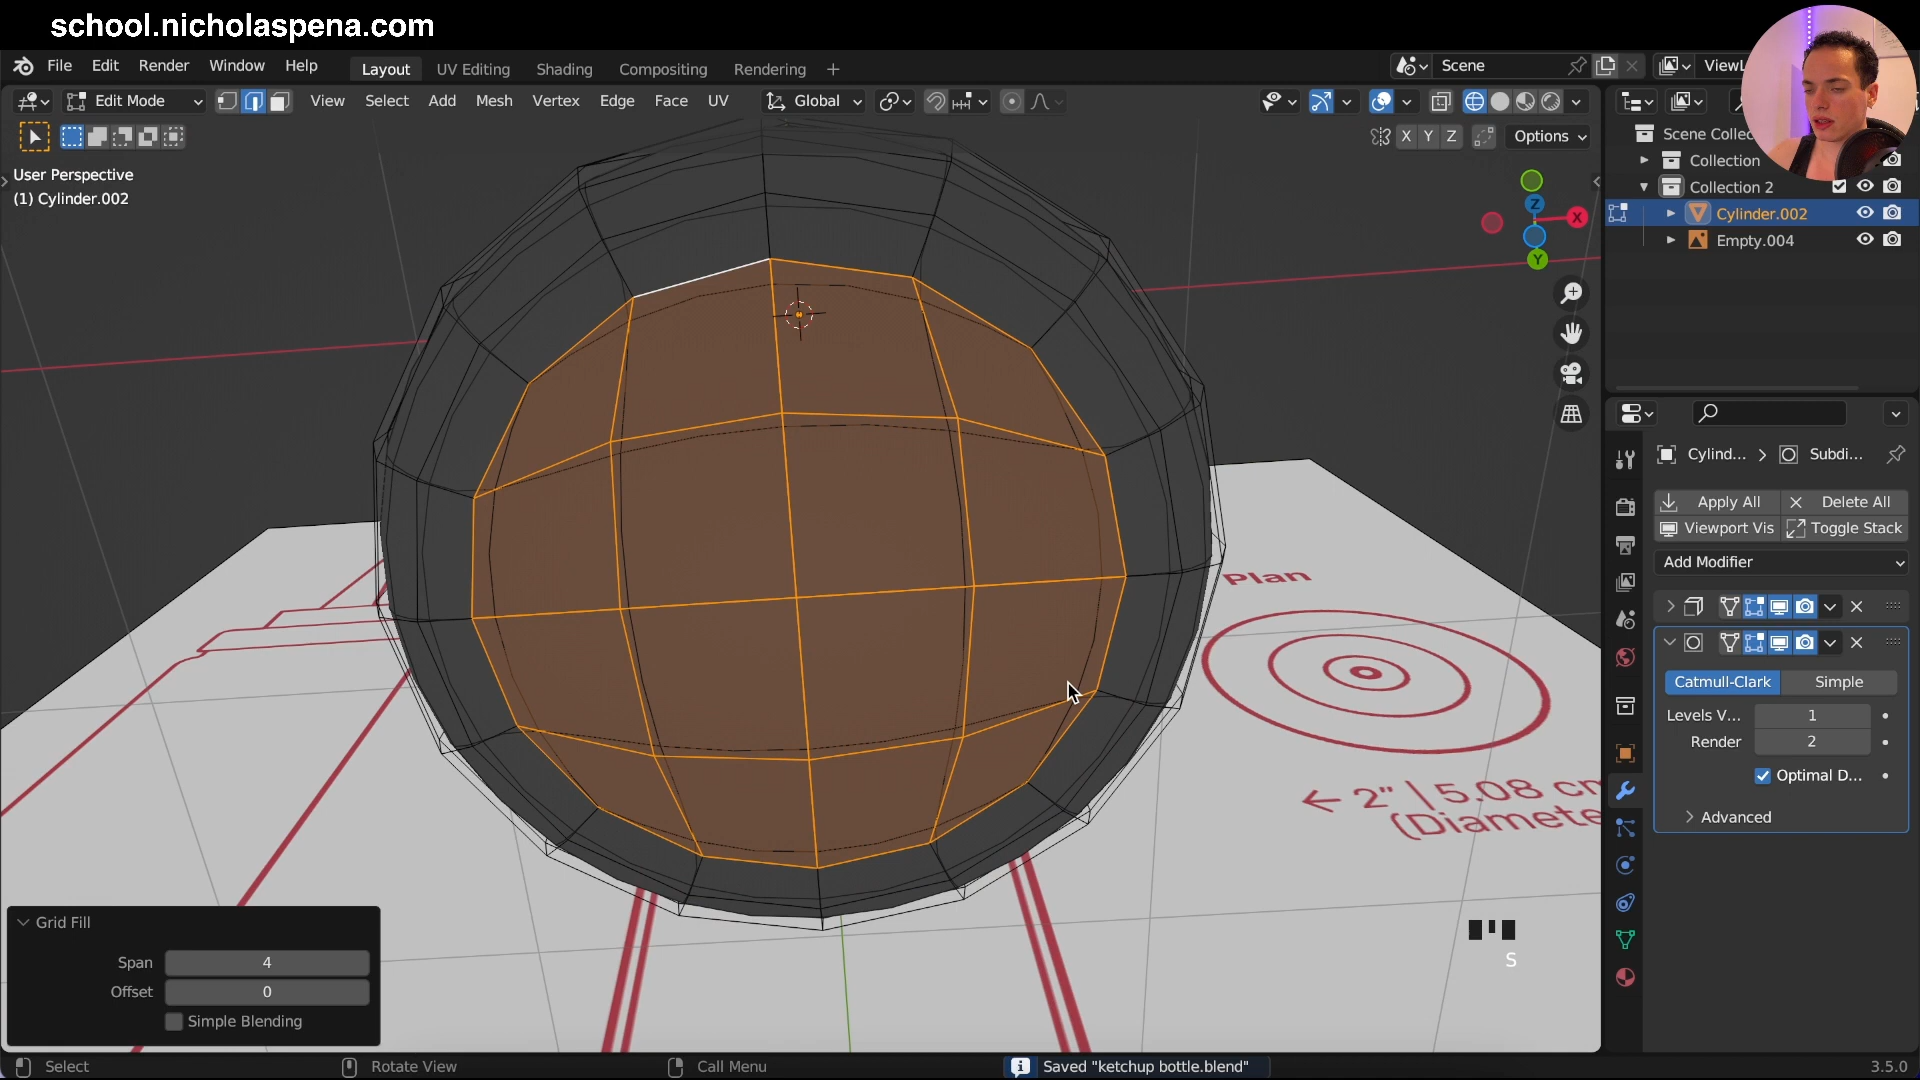 school.nicholaspena.com
File Edit Render Window Help Layout UV Editing Shading Compositing Rendering + Scene ViewL
Edit Mode View Select Add Mesh Vertex Edge Face UV Global
X Y Z Options
User Perspective
(1) Cylinder.002
Scene Collec
Collection
Collection 2
Cylinder.002
Empty.004
Z X Y
Cylind... > Subdi...
Apply All Delete All
Viewport Vis Toggle Stack
Add Modifier
Catmull-Clark Simple
Levels V... 1
Render 2
Optimal D...
Advanced
Plan
← 2" | 5.08 cm
(Diamete
Grid Fill
Span 4
Offset 0
Simple Blending
S
Select Rotate View Call Menu Saved "ketchup bottle.blend" 3.5.0